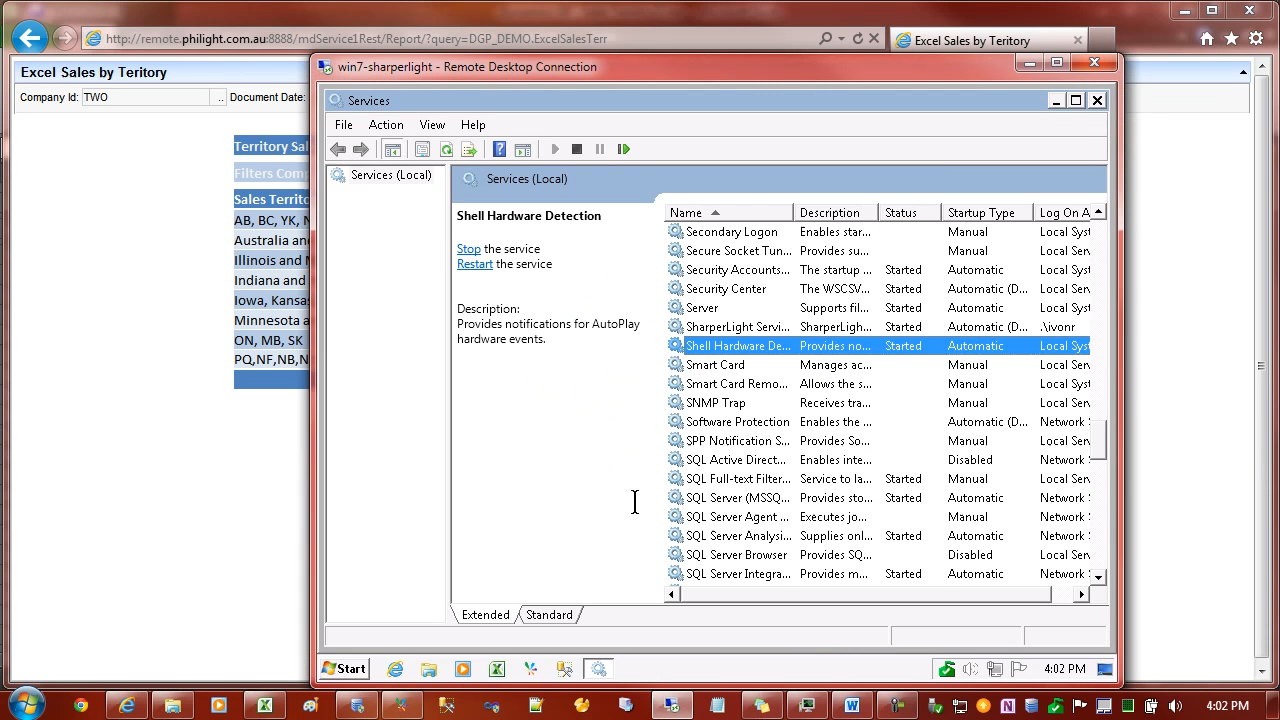 http://remote.philight.com.au:8888/mdService1Rest/Report/?query=DGP_DEMO.ExcelSalesTerr
Excel Sales by Teritory
Excel Sales by Teritory
Company Id: TWO .. Document Date:
Territory Sal
Filters Comp
Sales Territo
AB, BC, YK, N
Australia and
Illinois and M
Indiana and
Iowa, Kansas
Minnesota a
ON, MB, SK
PQ,NF,NB,N
win7-sharperlight - Remote Desktop Connection
Services
File Action View Help
Services (Local)
Services (Local)
Shell Hardware Detection
Stop the service
Restart the service
Description:
Provides notifications for AutoPlay
hardware events.
Name Description Status Startup Type Log On A
Secondary Logon Enables star... Manual Local Syst
Secure Socket Tun... Provides su... Manual Local Serv
Security Accounts... The startup ... Started Automatic Local Syst
Security Center The WSCSV... Started Automatic (D... Local Serv
Server Supports fil... Started Automatic Local Syst
SharperLight Servi... SharperLigh... Started Automatic (D... .\ivonr
Shell Hardware De... Provides no... Started Automatic Local Syst
Smart Card Manages ac... Manual Local Serv
Smart Card Remo... Allows the s... Manual Local Syst
SNMP Trap Receives tra... Manual Local Serv
Software Protection Enables the ... Automatic (D... Network S
SPP Notification S... Provides So... Manual Local Serv
SQL Active Direct... Enables inte... Disabled Network S
SQL Full-text Filter... Service to la... Started Manual Local Serv
SQL Server (MSSQ... Provides sto... Started Automatic Network S
SQL Server Agent ... Executes jo... Manual Network S
SQL Server Analysi... Supplies onl... Started Automatic Network S
SQL Server Browser Provides SQ... Disabled Local Serv
SQL Server Integra... Provides m... Started Automatic Network S
Extended Standard
Start 4:02 PM
4:02 PM